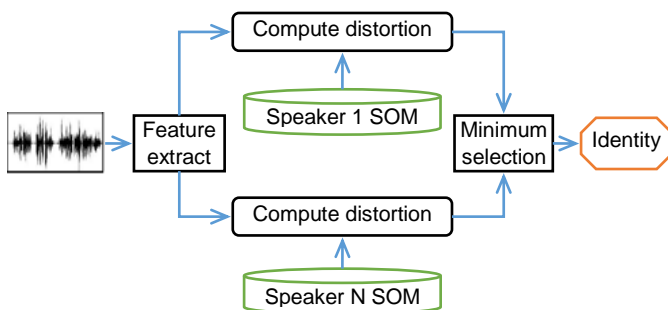 Compute distortion
Speaker 1 SOM
Feature
extract
Minimum
selection
Identity
Compute distortion
Speaker N SOM